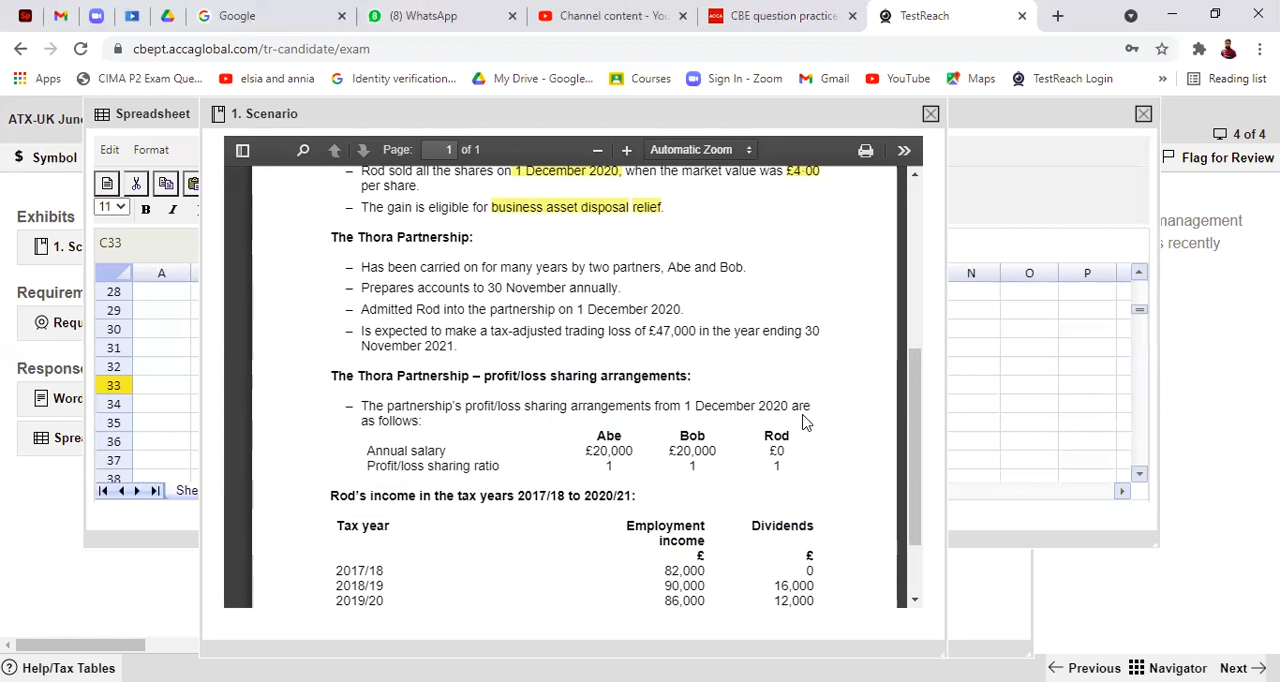 Google
(8) WhatsApp
Channel content - You
CBE question practice
TestReach
cbept.accaglobal.com/tr-candidate/exam
Apps
CIMA P2 Exam Que...
elsia and annia
Identity verification...
My Drive - Google...
Courses
Sign In - Zoom
Gmail
YouTube
Maps
TestReach Login
»
Reading list
ATX-UK June
Spreadsheet
1. Scenario
4 of 4
$ Symbol
Edit Format
Page: 1 of 1
Automatic Zoom
Flag for Review
Exhibits
11
B I
1. Sc
C33
A
N O P
28
29
30
31
32
33
34
35
36
37
38
Requirem
Requ
Respons
Word
Sprea
She
management
s recently
– Rod sold all the shares on 1 December 2020, when the market value was £4·00
per share.
– The gain is eligible for business asset disposal relief.
The Thora Partnership:
– Has been carried on for many years by two partners, Abe and Bob.
– Prepares accounts to 30 November annually.
– Admitted Rod into the partnership on 1 December 2020.
– Is expected to make a tax-adjusted trading loss of £47,000 in the year ending 30
November 2021.
The Thora Partnership – profit/loss sharing arrangements:
– The partnership's profit/loss sharing arrangements from 1 December 2020 are
as follows:
Abe Bob Rod
Annual salary £20,000 £20,000 £0
Profit/loss sharing ratio 1 1 1
Rod's income in the tax years 2017/18 to 2020/21:
Tax year Employment Dividends
income
£ £
2017/18 82,000 0
2018/19 90,000 16,000
2019/20 86,000 12,000
Help/Tax Tables
Previous
Navigator
Next